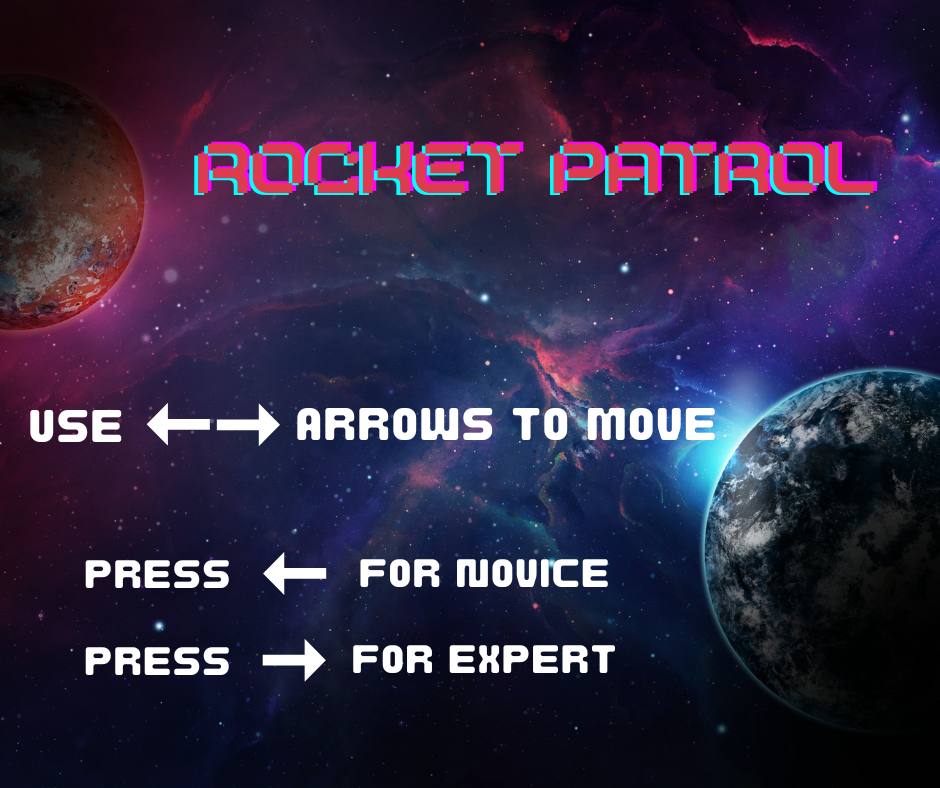 ROCKET PATROL
USE ←→ ARROWS TO MOVE
PRESS ← FOR NOVICE
PRESS → FOR EXPERT